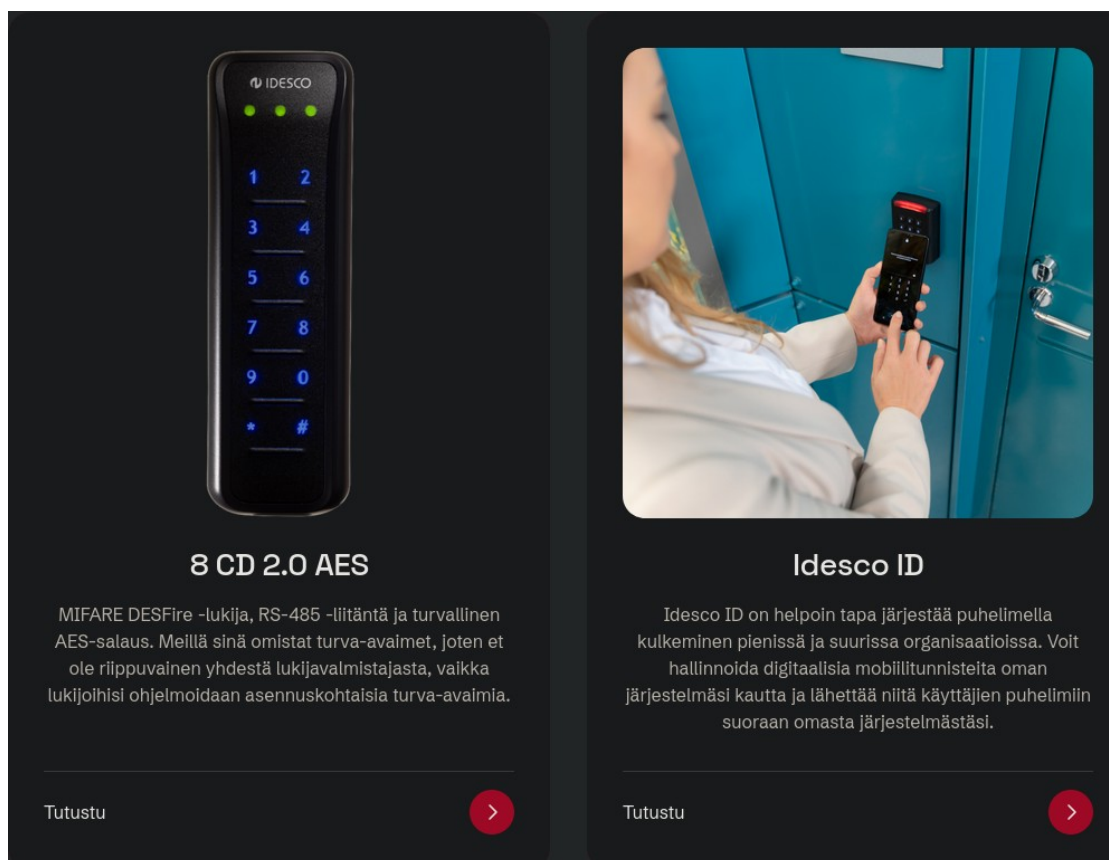 IDESCO
1 2
3 4
5 6
7 8
9 0
* #
8 CD 2.0 AES
MIFARE DESFire -lukija, RS-485 -liitäntä ja turvallinen
AES-salaus. Meillä sinä omistat turva-avaimet, joten et
ole riippuvainen yhdestä lukijavalmistajasta, vaikka
lukijoihisi ohjelmoidaan asennuskohtaisia turva-avaimia.
Tutustu
Idesco ID
Idesco ID on helpoin tapa järjestää puhelimella
kulkeminen pienissä ja suurissa organisaatioissa. Voit
hallinnoida digitaalisia mobiilitunnisteita oman
järjestelmäsi kautta ja lähettää niitä käyttäjien puhelimiin
suoraan omasta järjestelmästäsi.
Tutustu